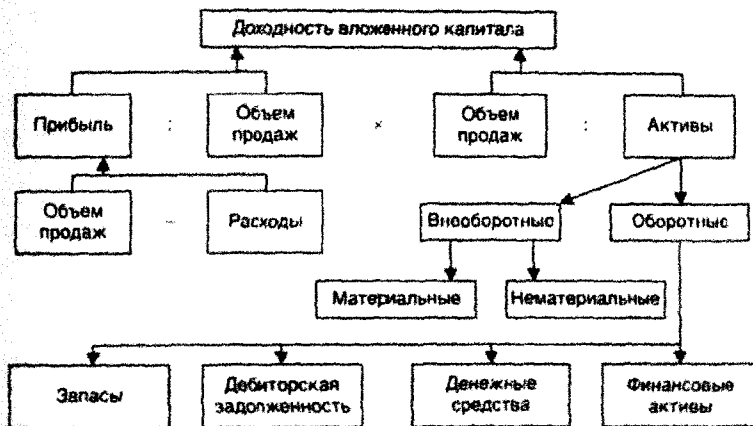 Доходность вложенного капитала
Прибыль : Объем продаж × Объем продаж : Активы
Объем продаж – Расходы
Внеоборотные
Оборотные
Материальные
Нематериальные
Запасы
Дебиторская
задолженность
Денежные
средства
Финансовые
активы